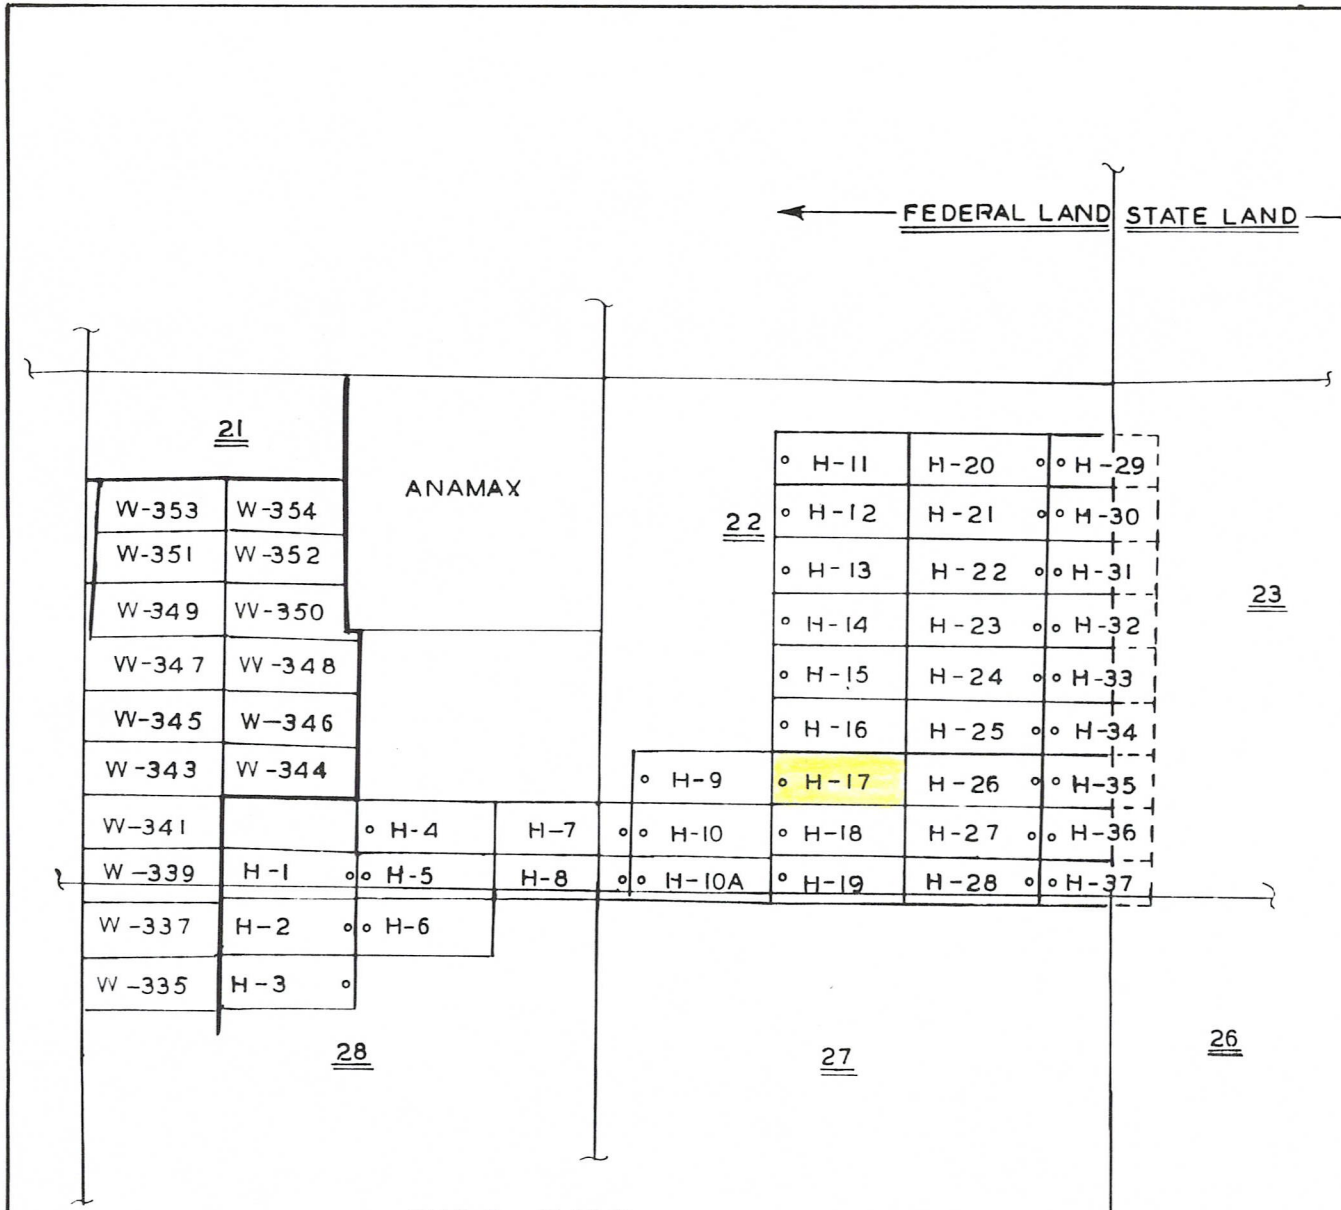 FEDERAL LAND STATE LAND
21
ANAMAX
22
23
H-11 H-20 H-29
W-353 W-354 H-12 H-21 H-30
W-351 W-352 H-13 H-22 H-31
W-349 W-350 H-14 H-23 H-32
W-347 W-348 H-15 H-24 H-33
W-345 W-346 H-16 H-25 H-34
W-343 W-344 H-9 H-17 H-26 H-35
W-341 H-4 H-7 H-10 H-18 H-27 H-36
W-339 H-1 H-5 H-8 H-10A H-19 H-28 H-37
W-337 H-2 H-6
W-335 H-3
28 27 26